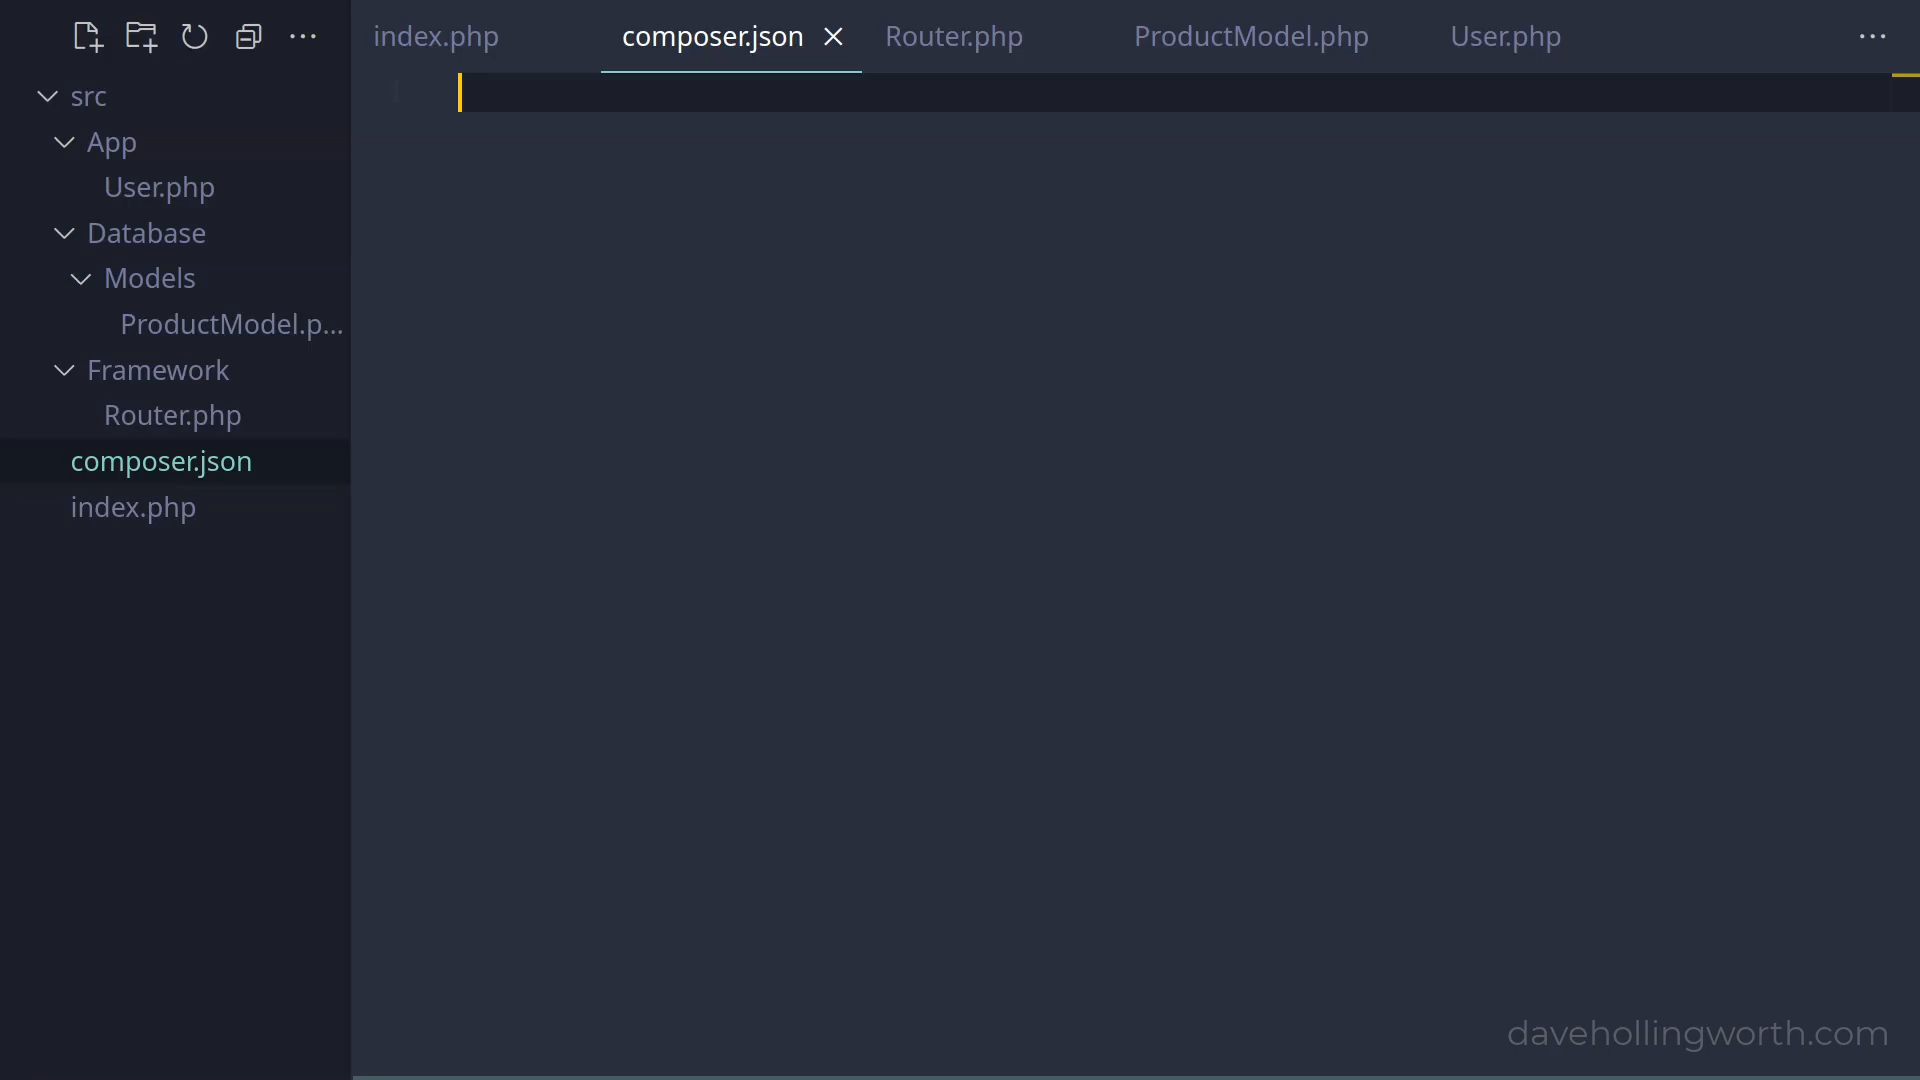 index.php
composer.json
Router.php
ProductModel.php
User.php
src
App
User.php
Database
Models
ProductModel.p...
Framework
Router.php
composer.json
index.php
1
davehollingworth.com